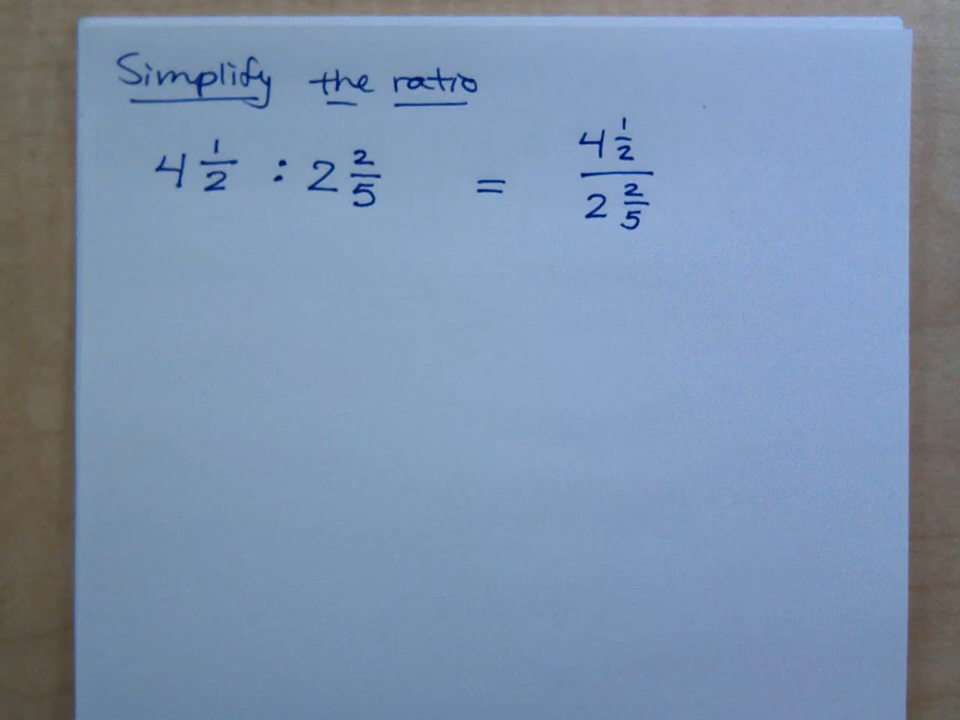 Simplify the ratio
4 1/2 : 2 2/5 = 4 1/2 / 2 2/5